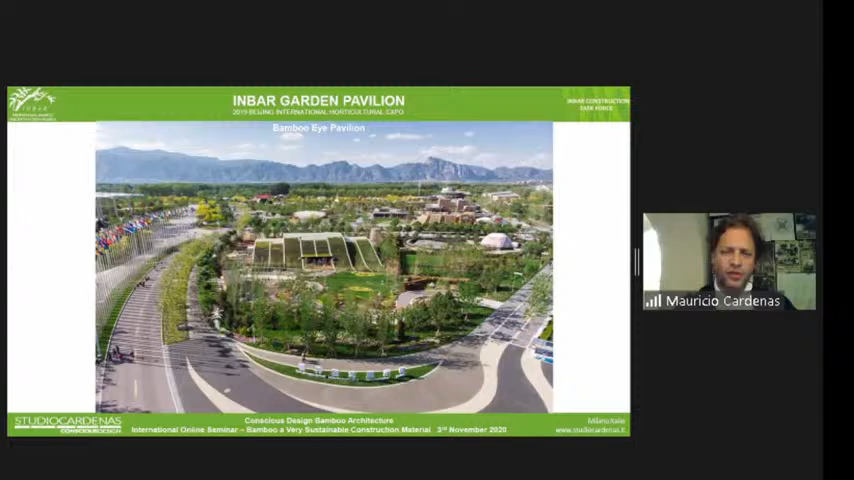 INBAR GARDEN PAVILION
2019 BEIJING INTERNATIONAL HORTICULTURAL EXPO
INBAR CONSTRUCTION
TASK FORCE
INBAR
Bamboo Eye Pavilion
Mauricio Cardenas
STUDIOCARDENAS
CONSCIOUSDESIGN
Conscious Design Bamboo Architecture
International Online Seminar – Bamboo a Very Sustainable Construction Material 3rd November 2020
Milano Italia
www.studiocardenas.it